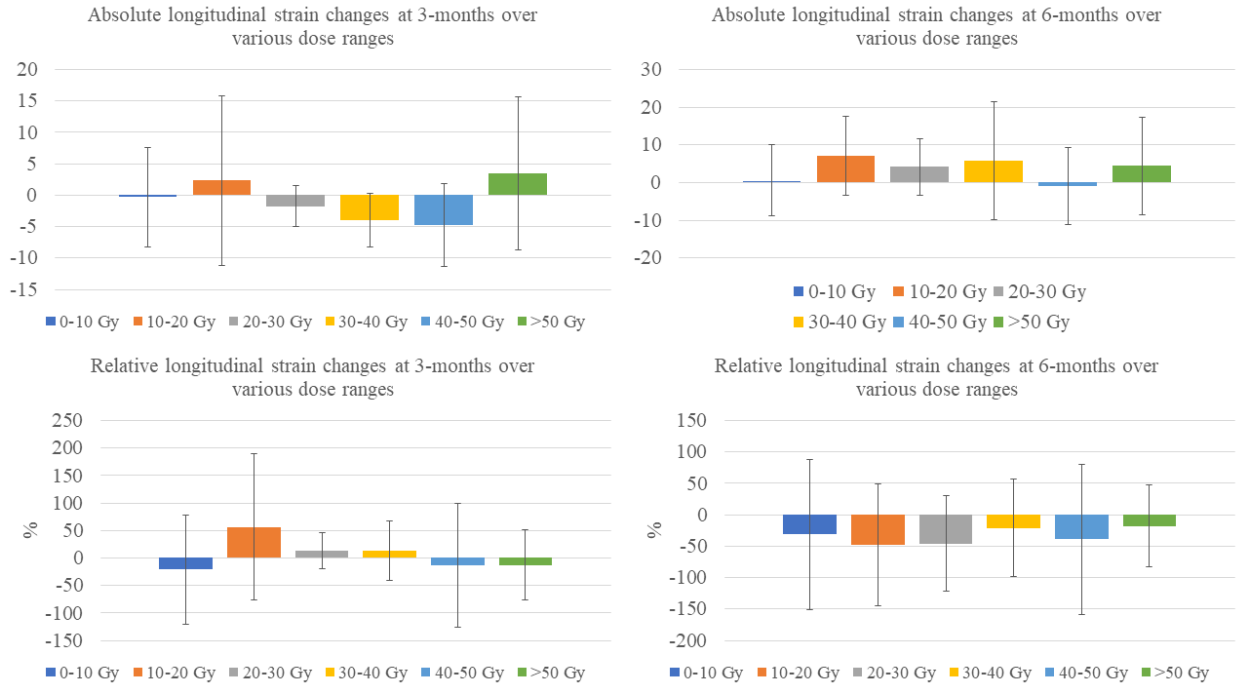 Absolute longitudinal strain changes at 3-months over
various dose ranges
20
15
10
5
0
-5
-10
-15
0-10 Gy 10-20 Gy 20-30 Gy 30-40 Gy 40-50 Gy >50 Gy
Absolute longitudinal strain changes at 6-months over
various dose ranges
30
20
10
0
-10
-20
0-10 Gy 10-20 Gy 20-30 Gy
30-40 Gy 40-50 Gy >50 Gy
Relative longitudinal strain changes at 3-months over
various dose ranges
250
200
150
100
50
0
-50
-100
-150
%
0-10 Gy 10-20 Gy 20-30 Gy 30-40 Gy 40-50 Gy >50 Gy
Relative longitudinal strain changes at 6-months over
various dose ranges
150
100
50
0
-50
-100
-150
-200
%
0-10 Gy 10-20 Gy 20-30 Gy 30-40 Gy 40-50 Gy >50 Gy